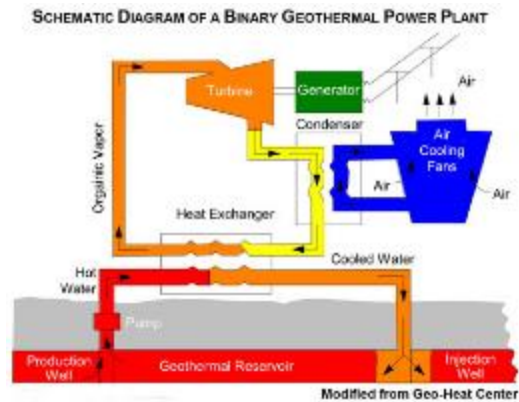 SCHEMATIC DIAGRAM OF A BINARY GEOTHERMAL POWER PLANT
Turbine
Generator
Air
Condenser
Air
Cooling
Fans
Orgainic Vapor
Air
Air
Heat Exchanger
Hot
Water
Cooled Water
Pump
Production
Well
Geothermal Reservoir
Injection
Well
Modified from Geo-Heat Center